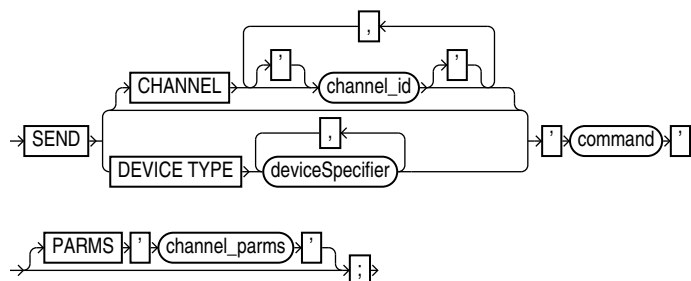 ,
CHANNEL ' channel_id '
SEND ' command '
,
DEVICE TYPE deviceSpecifier
PARMS ' channel_parms '
;